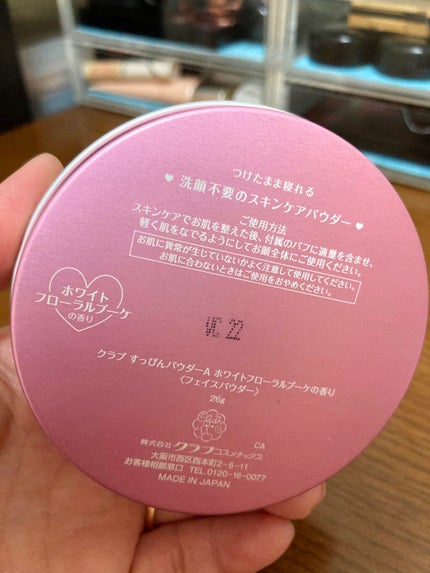 つけたまま寝れる
♥ 洗顔不要のスキンケアパウダー ♥
ご使用方法
スキンケアでお肌を整えた後、付属のパフに適量を含ませ、
軽く肌をなでるようにしてお顔全体にご使用ください。
お肌に異常が生じていないかよく注意して使用してください。
お肌に合わないときはご使用をおやめください。
ホワイト
フローラルブーケ
の香り
UC 22
クラブ すっぴんパウダーA ホワイトフローラルブーケの香り
〈フェイスパウダー〉
26g
CA
株式会社 クラブコスメチックス
大阪市西区西本町2-6-11
お客様相談窓口 TEL.0120-16-0077
MADE IN JAPAN